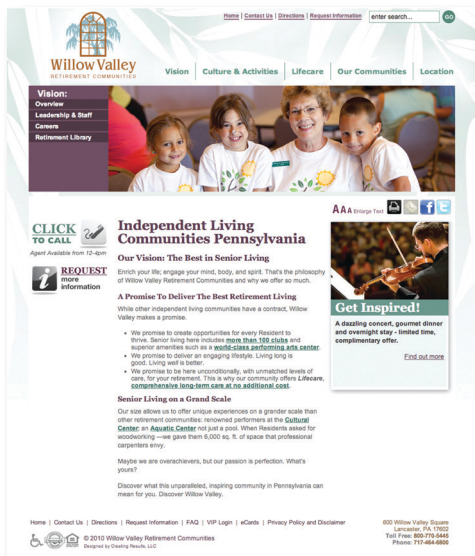 Home | Contact Us | Directions | Request Information
enter search...
GO
Willow Valley
RETIREMENT COMMUNITIES
Vision | Culture & Activities | Lifecare | Our Communities | Location
Vision:
Overview
Leadership & Staff
Careers
Retirement Library
AAA Enlarge Text
CLICK
TO CALL
Agent Available from 12-4pm
REQUEST
more
information
Independent Living
Communities Pennsylvania
Our Vision: The Best in Senior Living
Enrich your life; engage your mind, body, and spirit. That's the philosophy
of Willow Valley Retirement Communities and why we offer so much.
A Promise To Deliver The Best Retirement Living
While other independent living communities have a contract, Willow
Valley makes a promise.
• We promise to create opportunities for every Resident to
thrive. Senior living here includes more than 100 clubs and
superior amenities such as a world-class performing arts center.
• We promise to deliver an engaging lifestyle. Living long is
good. Living well is better.
• We promise to be here unconditionally, with unmatched levels of
care, for your retirement. This is why our community offers Lifecare,
comprehensive long-term care at no additional cost.
Senior Living on a Grand Scale
Our size allows us to offer unique experiences on a grander scale than
other retirement communities: renowned performers at the Cultural
Center; an Aquatic Center not just a pool. When Residents asked for
woodworking —we gave them 6,000 sq. ft. of space that professional
carpenters envy.
Maybe we are overachievers, but our passion is perfection. What's
yours?
Discover what this unparalleled, inspiring community in Pennsylvania can
mean for you. Discover Willow Valley.
Get Inspired!
A dazzling concert, gourmet dinner
and overnight stay - limited time,
complimentary offer.
Find out more
Home | Contact Us | Directions | Request Information | FAQ | VIP Login | eCards | Privacy Policy and Disclaimer
© 2010 Willow Valley Retirement Communities
Designed by Creating Results, LLC
600 Willow Valley Square
Lancaster, PA 17602
Toll Free: 800-770-5445
Phone: 717-464-6800